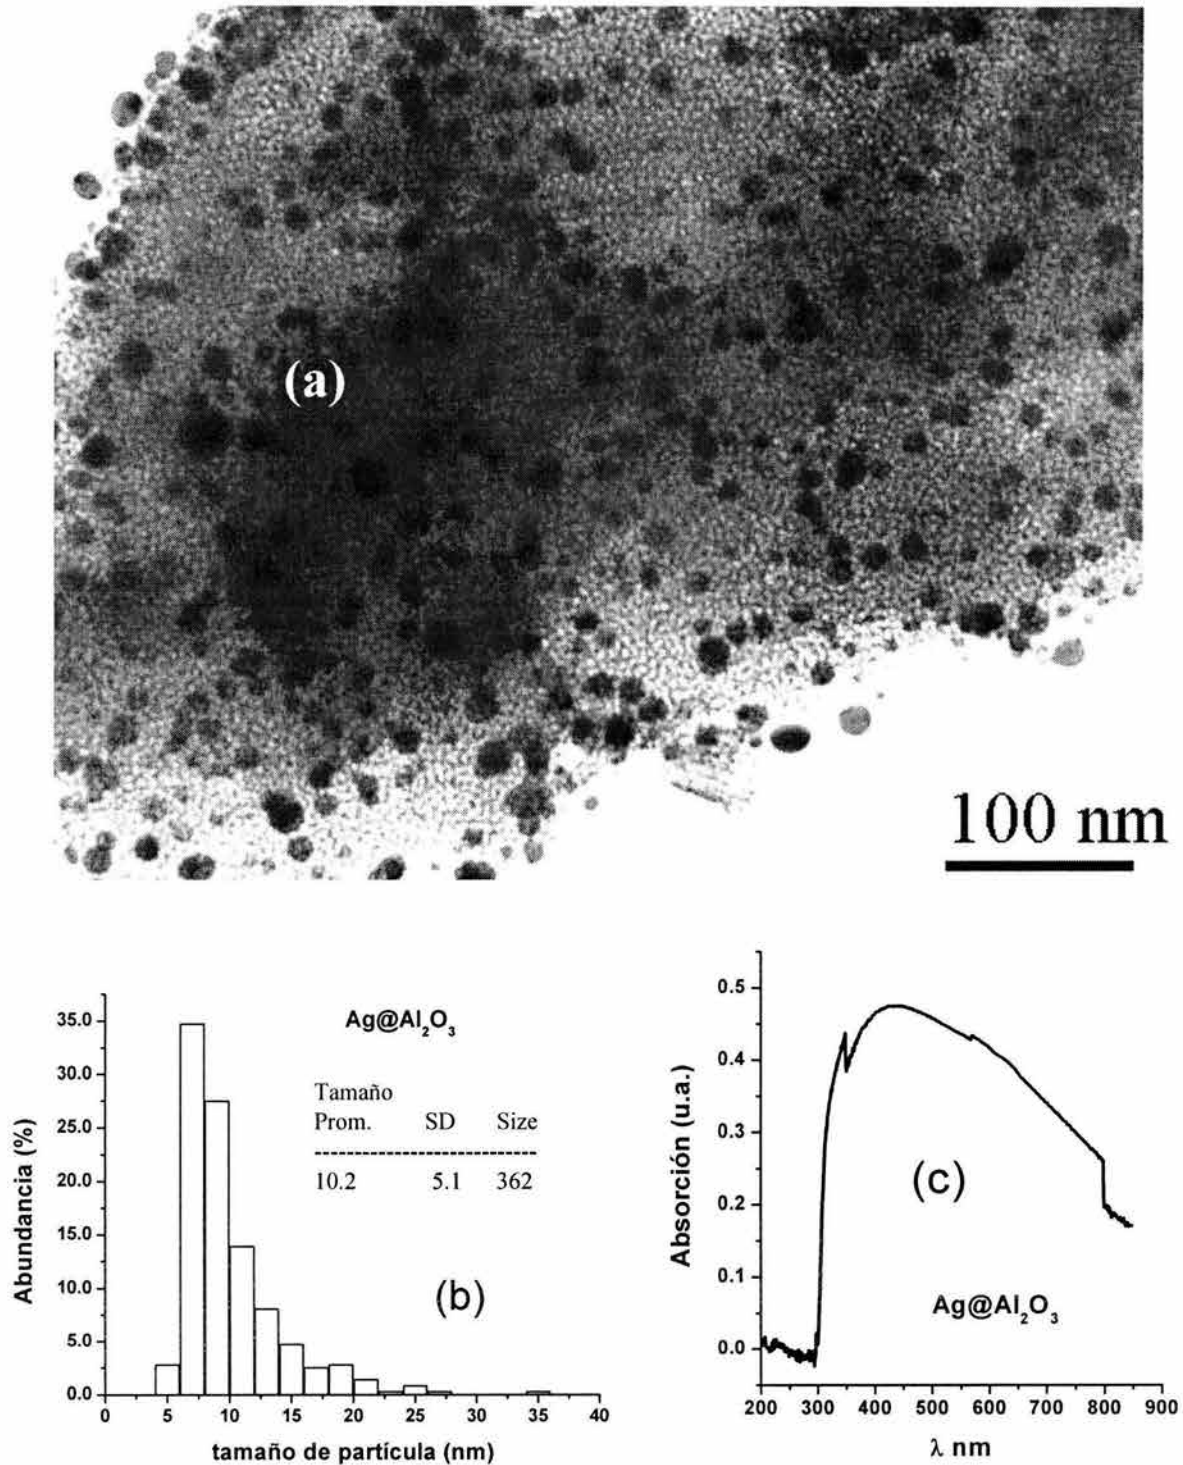 (a)
100 nm
Ag@Al₂O₃
Tamaño
Prom. SD Size
10.2 5.1 362
(b)
Abundancia (%)
35.0
30.0
25.0
20.0
15.0
10.0
5.0
0.0
0 5 10 15 20 25 30 35 40
tamaño de partícula (nm)
0.5
0.4
0.3
0.2
0.1
0.0
Absorción (u.a.)
(c)
Ag@Al₂O₃
200 300 400 500 600 700 800 900
λ nm